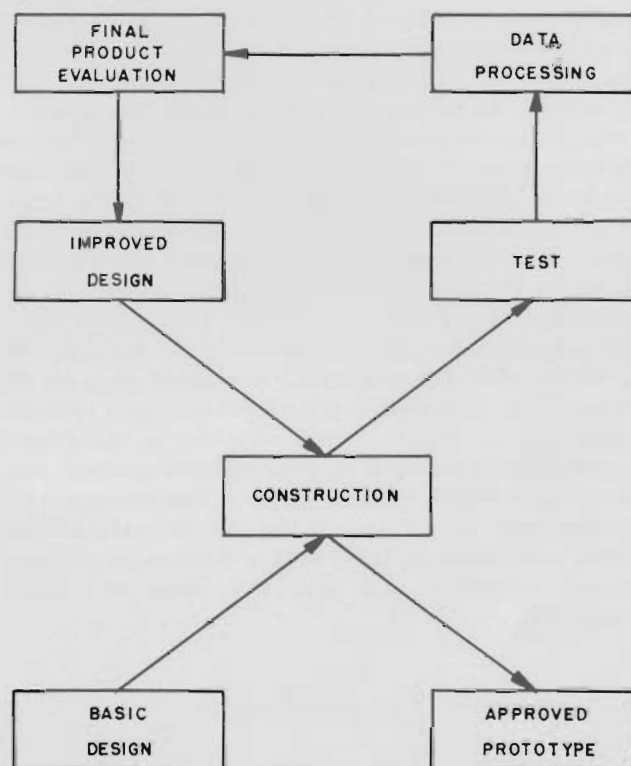 FINAL
PRODUCT
EVALUATION
DATA
PROCESSING
IMPROVED
DESIGN
TEST
CONSTRUCTION
BASIC
DESIGN
APPROVED
PROTOTYPE